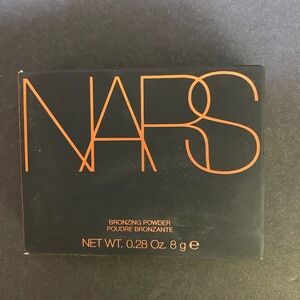 NARS
BRONZING POWDER
POUDRE BRONZANTE
NET WT. 0.28 Oz. 8 g ℮